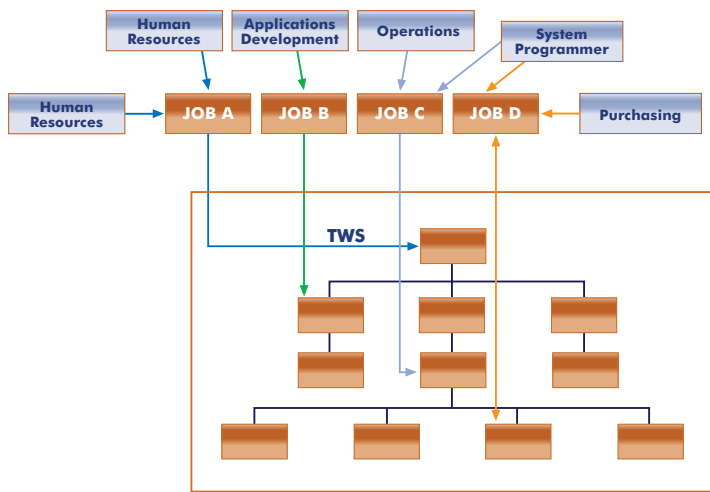 Human
Resources
Applications
Development
Operations
System
Programmer
Human
Resources
JOB A
JOB B
JOB C
JOB D
Purchasing
TWS